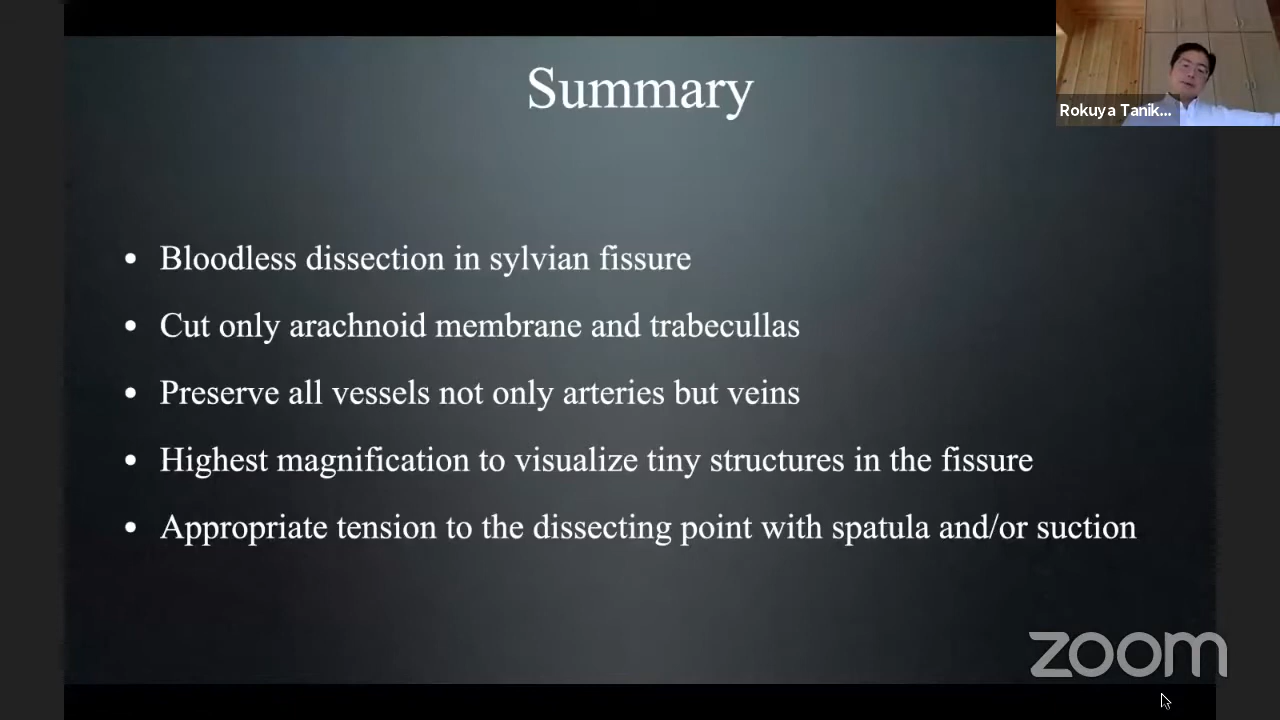 Summary
Rokuya Tanik...
• Bloodless dissection in sylvian fissure
• Cut only arachnoid membrane and trabecullas
• Preserve all vessels not only arteries but veins
• Highest magnification to visualize tiny structures in the fissure
• Appropriate tension to the dissecting point with spatula and/or suction
zoom